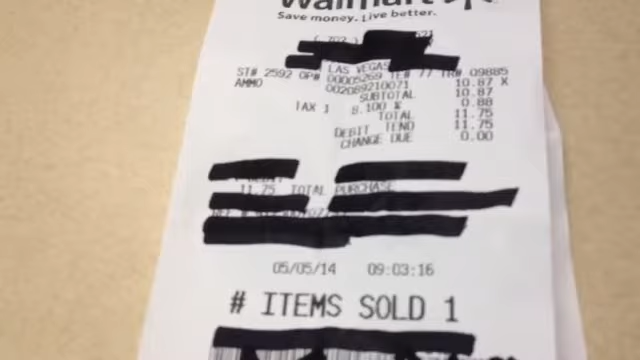 Walmart
Save money. Live better.
( 702 )
LAS VEGAS
ST# 2592 OP# 00005269 TE# 77 TR# 09885
AMMO 002089210071 10.87 X
SUBTOTAL 10.87
TAX 1 8.100 % 0.88
TOTAL 11.75
DEBIT TEND 11.75
CHANGE DUE 0.00
11.75 TOTAL PURCHASE
05/05/14 09:03:16
# ITEMS SOLD 1